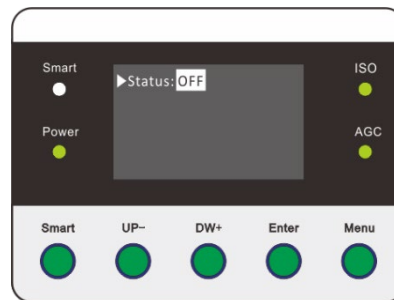 Smart
ISO
▶Status: OFF
Power
AGC
Smart
UP-
DW+
Enter
Menu